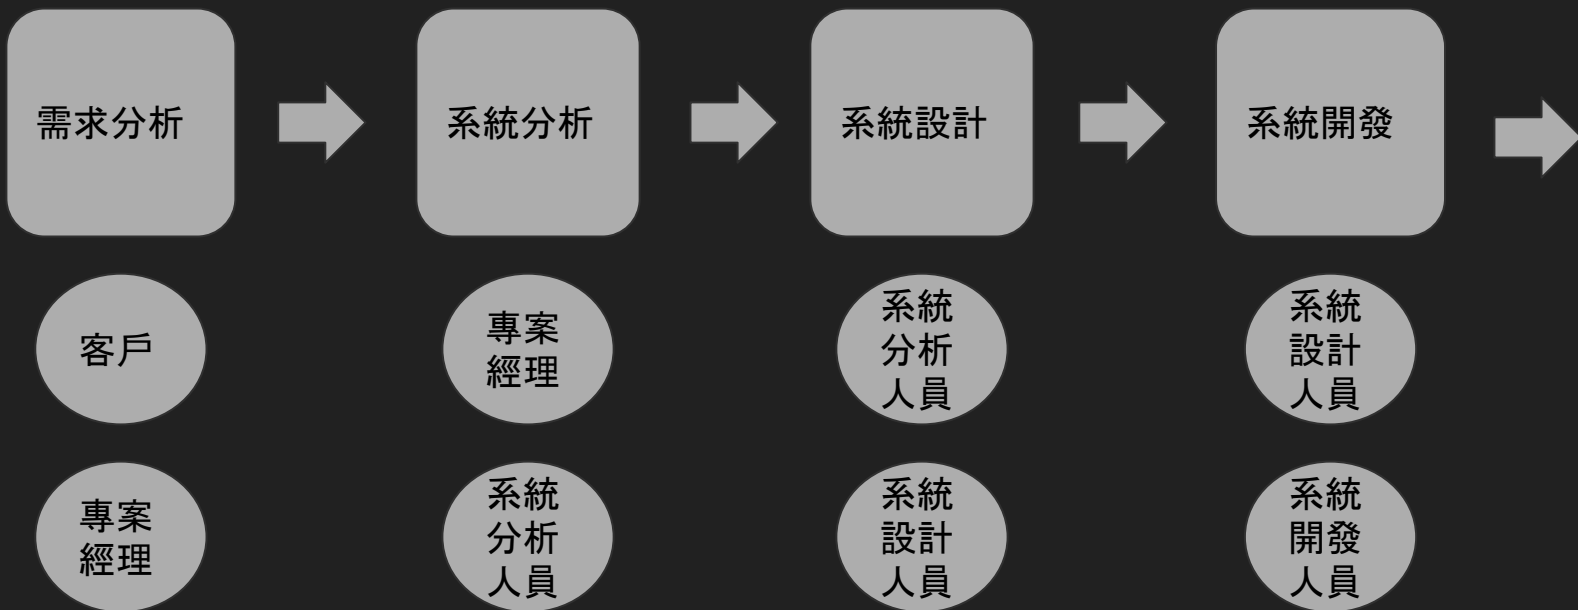 需求分析
系統分析
系統設計
系統開發
客戶
專案
經理
系統
分析
人員
系統
設計
人員
專案
經理
系統
分析
人員
系統
設計
人員
系統
開發
人員